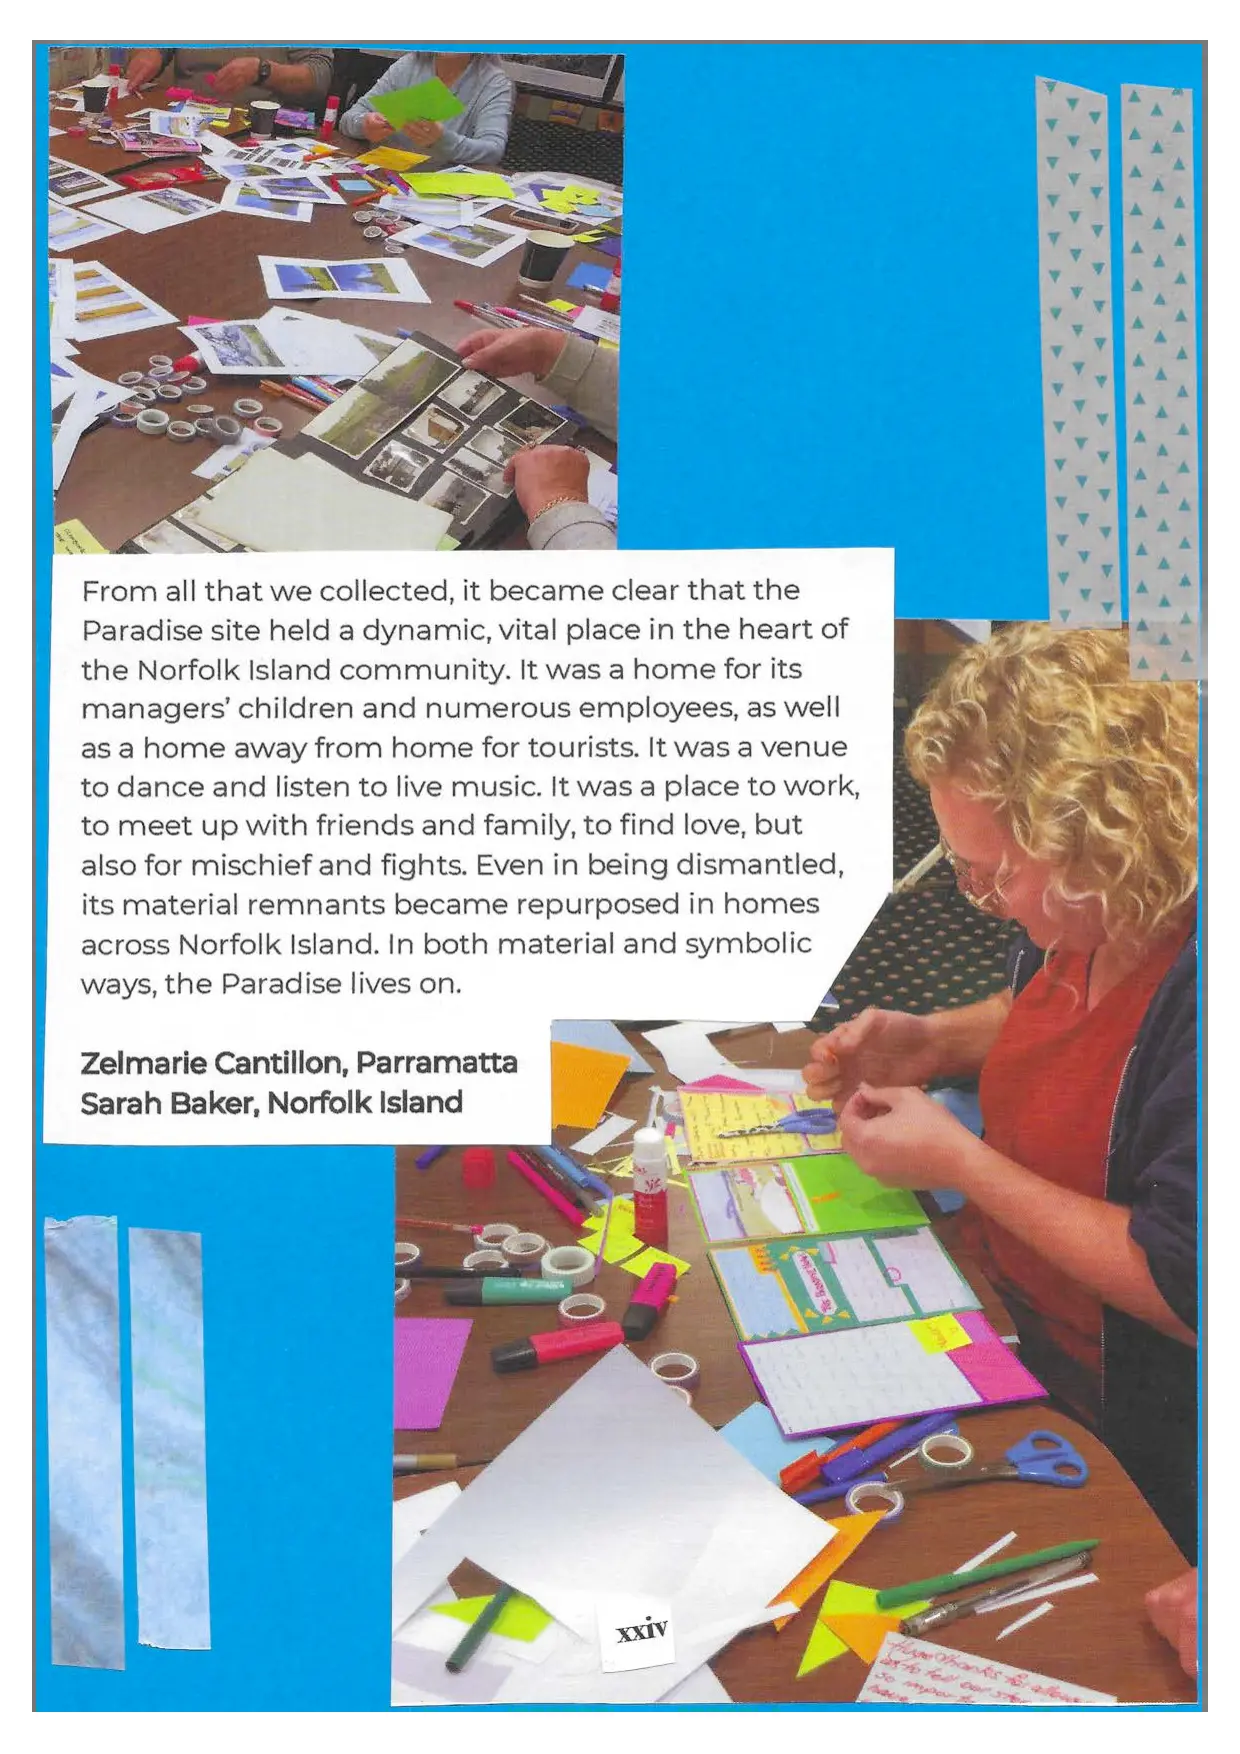 From all that we collected, it became clear that the
Paradise site held a dynamic, vital place in the heart of
the Norfolk Island community. It was a home for its
managers' children and numerous employees, as well
as a home away from home for tourists. It was a venue
to dance and listen to live music. It was a place to work,
to meet up with friends and family, to find love, but
also for mischief and fights. Even in being dismantled,
its material remnants became repurposed in homes
across Norfolk Island. In both material and symbolic
ways, the Paradise lives on.
Zelmarie Cantillon, Parramatta
Sarah Baker, Norfolk Island
xxiv
Huge thanks for
us to tell our
so
have